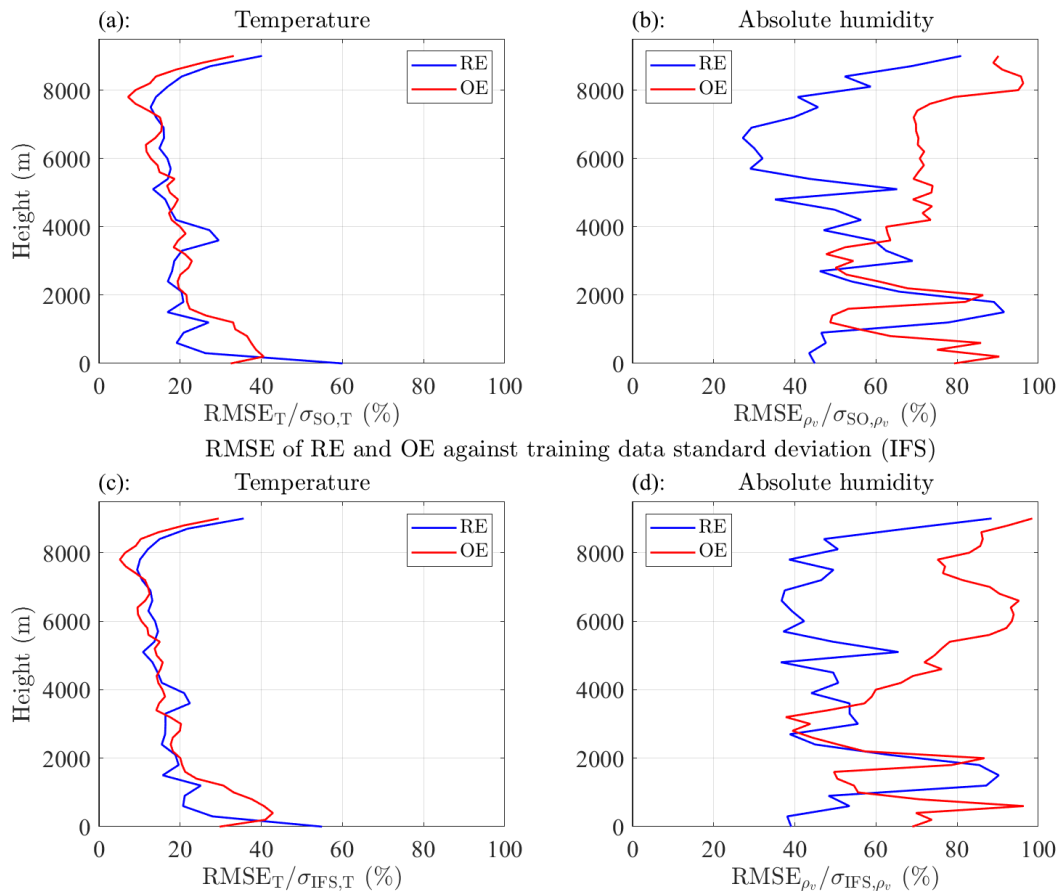 (a): Temperature
(b): Absolute humidity
Height (m)
8000
6000
4000
2000
0
RE
OE
RE
OE
8000
6000
4000
2000
0
0 20 40 60 80 100
0 20 40 60 80 100
RMSE_T/σ_SO,T (%)
RMSE_ρv/σ_SO,ρv (%)
RMSE of RE and OE against training data standard deviation (IFS)
(c): Temperature
(d): Absolute humidity
Height (m)
8000
6000
4000
2000
0
RE
OE
RE
OE
8000
6000
4000
2000
0
0 20 40 60 80 100
0 20 40 60 80 100
RMSE_T/σ_IFS,T (%)
RMSE_ρv/σ_IFS,ρv (%)